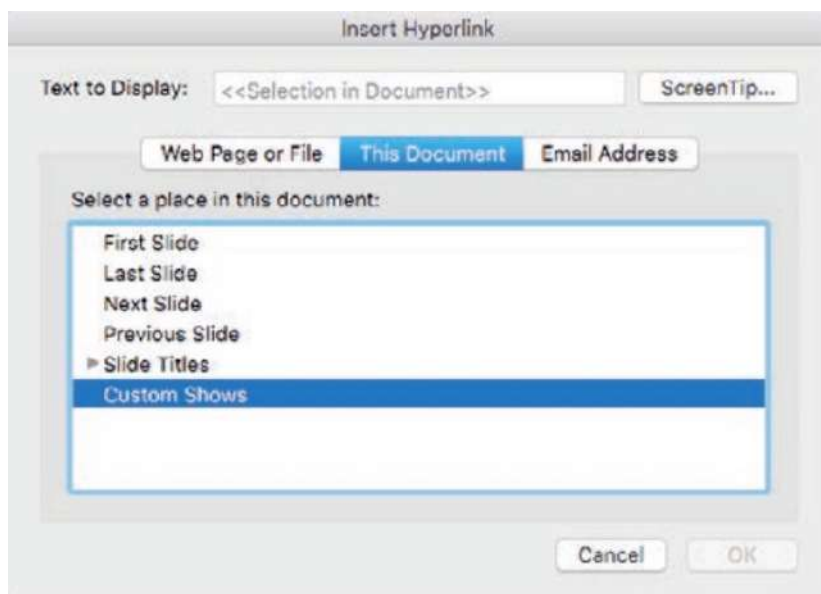 Insert Hyperlink
Text to Display: <<Selection in Document>> ScreenTip...
Web Page or File This Document Email Address
Select a place in this document:
First Slide
Last Slide
Next Slide
Previous Slide
Slide Titles
Custom Shows
Cancel OK